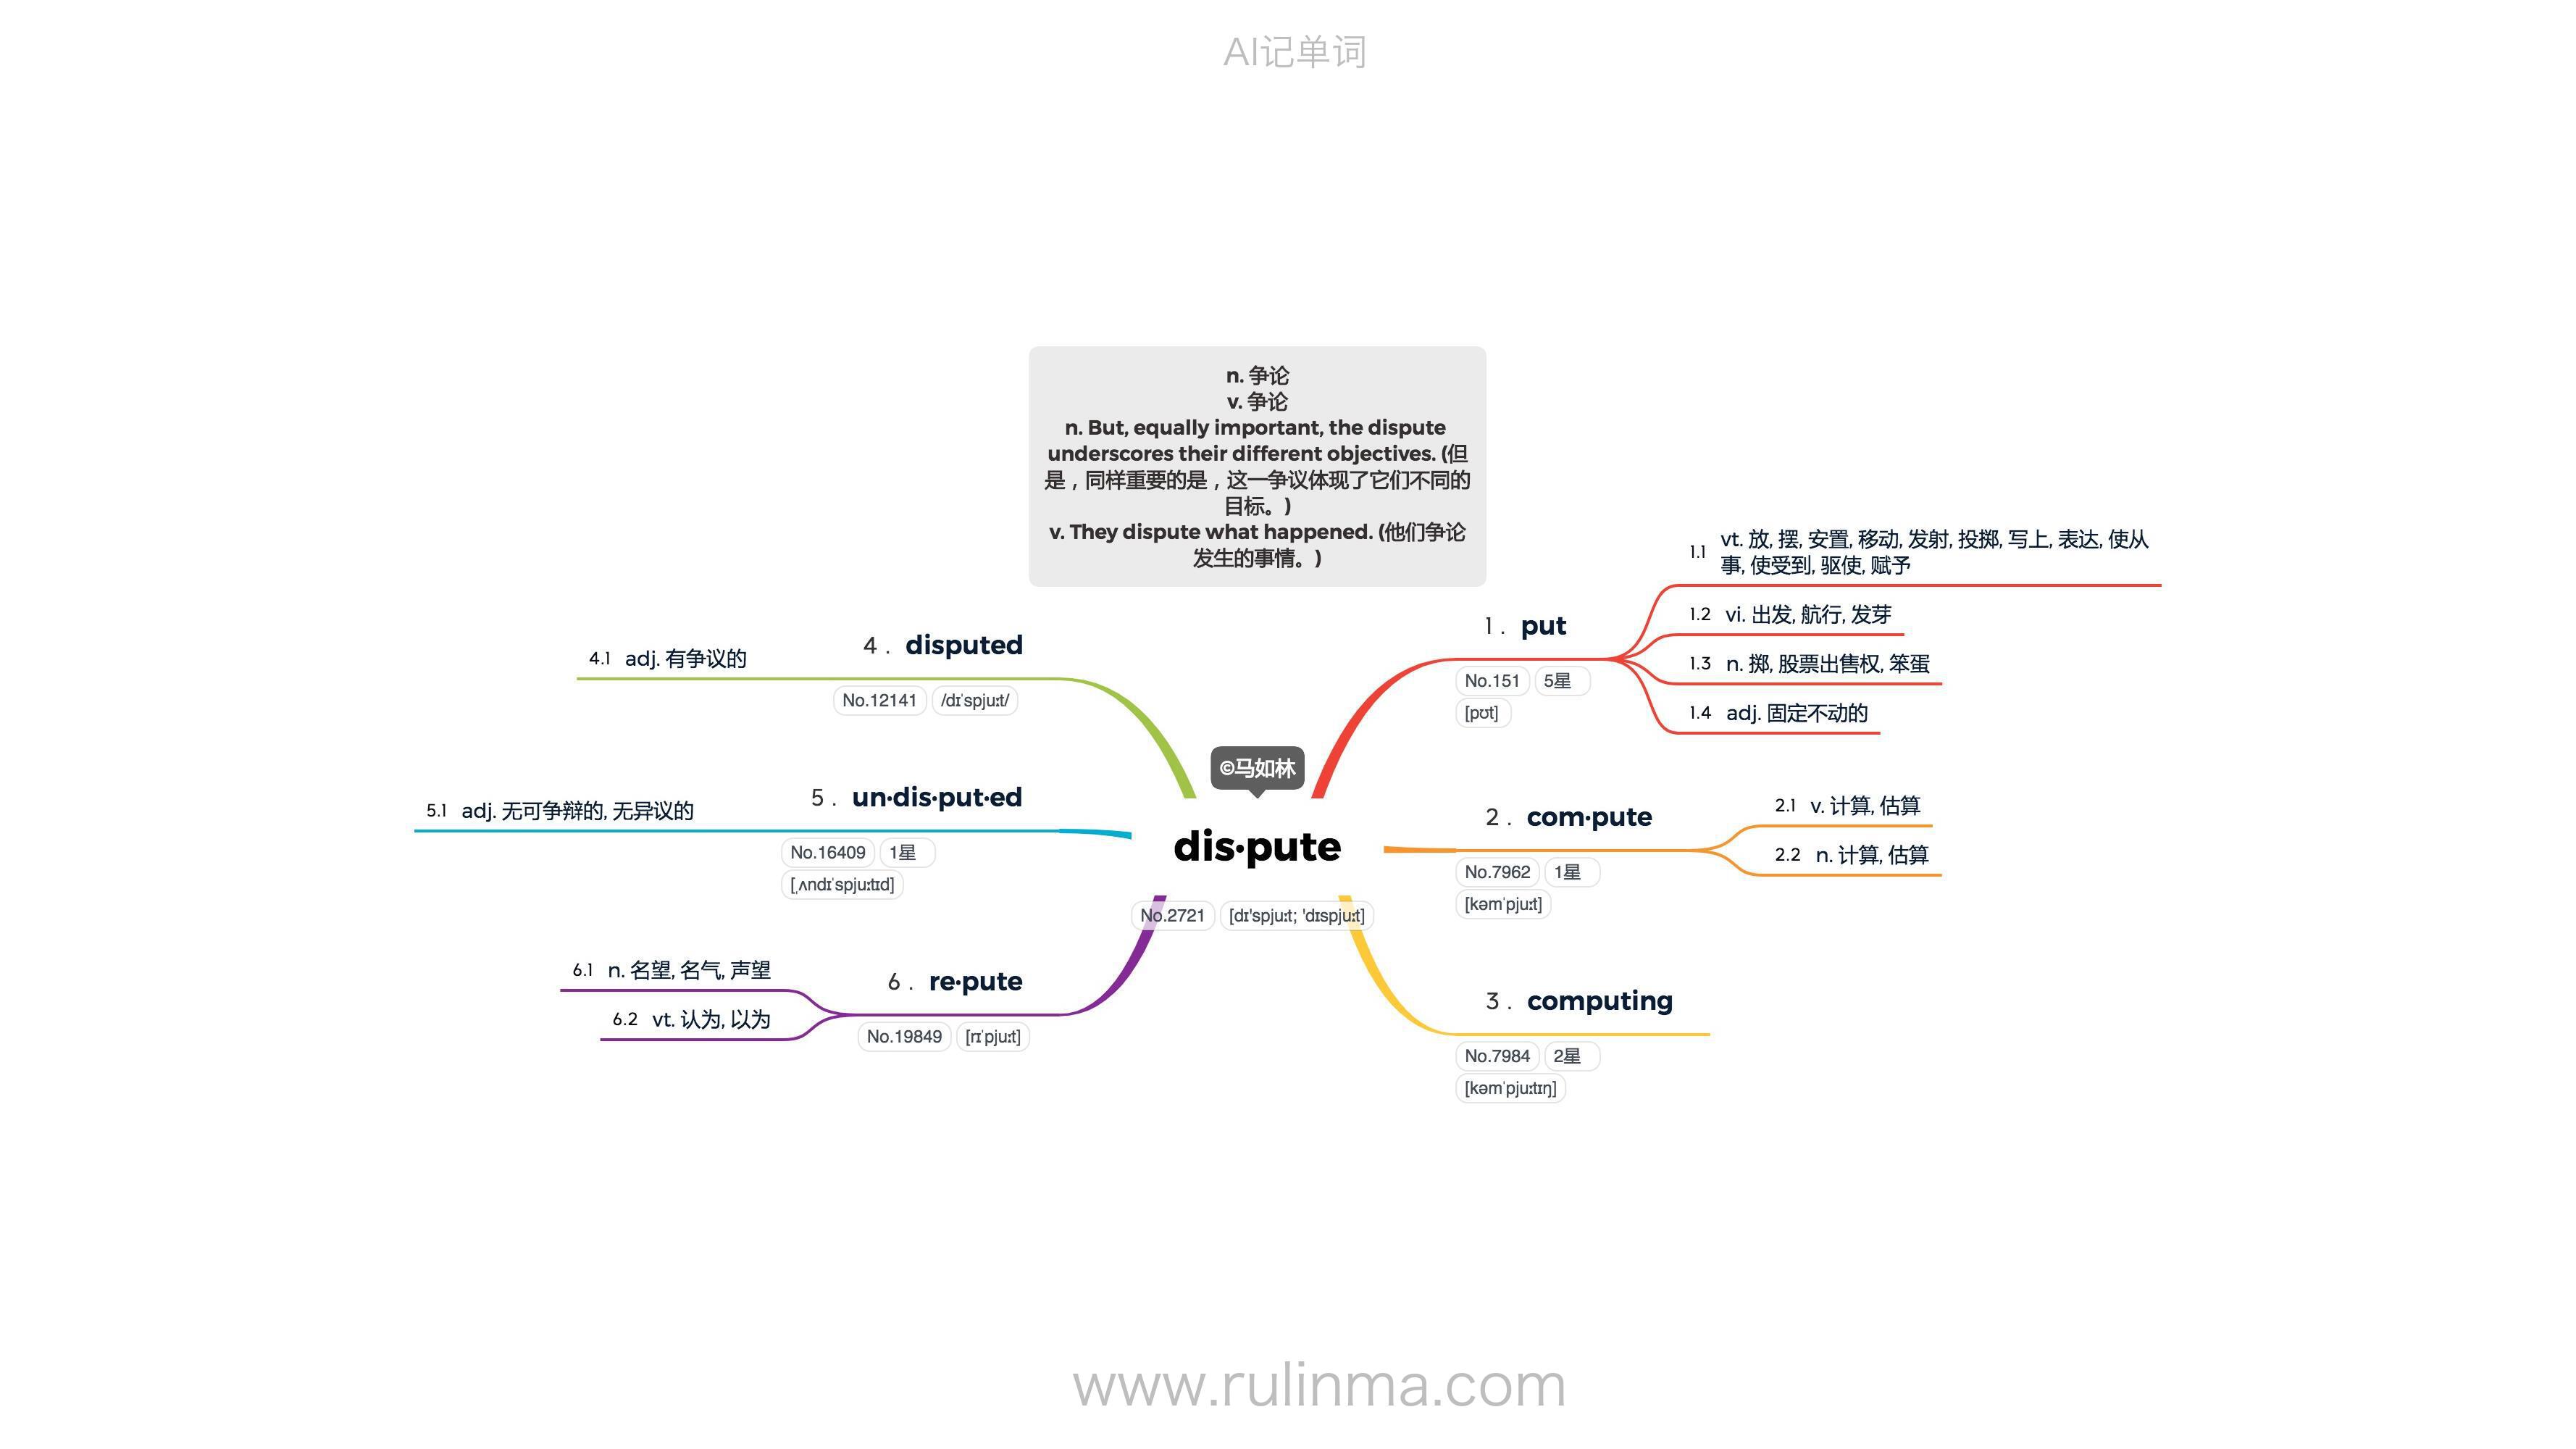 AI记单词
n. 争论
v. 争论
n. But, equally important, the dispute
underscores their different objectives. (但
是，同样重要的是，这一争议体现了它们不同的
目标。)
v. They dispute what happened. (他们争论
发生的事情。)
©马如林
dis·pute
No.2721 [dɪ'spjuːt; 'dɪspjuːt]
1 . put
No.151 5星
[pʊt]
1.1 vt. 放, 摆, 安置, 移动, 发射, 投掷, 写上, 表达, 使从
事, 使受到, 驱使, 赋予
1.2 vi. 出发, 航行, 发芽
1.3 n. 掷, 股票出售权, 笨蛋
1.4 adj. 固定不动的
2 . com·pute
No.7962 1星
[kəmˈpjuːt]
2.1 v. 计算, 估算
2.2 n. 计算, 估算
3 . computing
No.7984 2星
[kəmˈpjuːtɪŋ]
4 . disputed
No.12141 /dɪˈspjuːt/
4.1 adj. 有争议的
5 . un·dis·put·ed
No.16409 1星
[ˌʌndɪˈspjuːtɪd]
5.1 adj. 无可争辩的, 无异议的
6 . re·pute
No.19849 [rɪˈpjuːt]
6.1 n. 名望, 名气, 声望
6.2 vt. 认为, 以为
www.rulinma.com